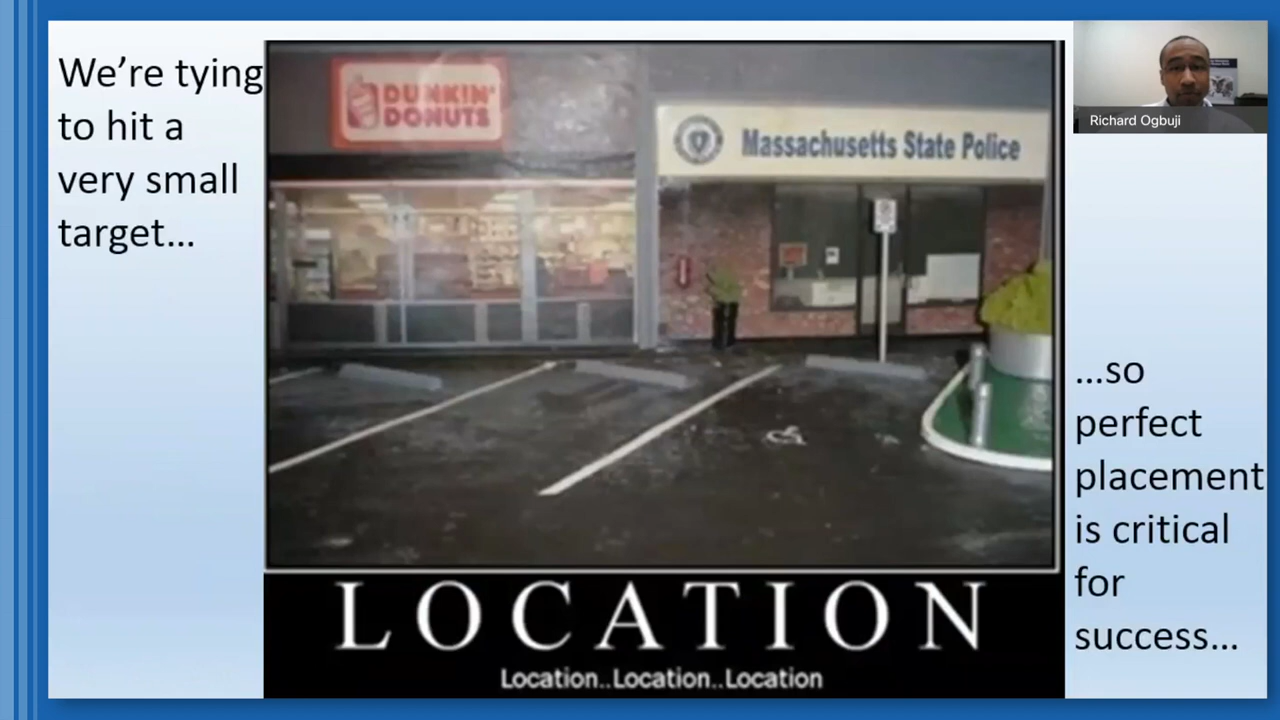 We’re tying
to hit a
very small
target...
DUNKIN'
DONUTS
Massachusetts State Police
Richard Ogbuji
...so
perfect
placement
is critical
for
success...
LOCATION
Location..Location..Location